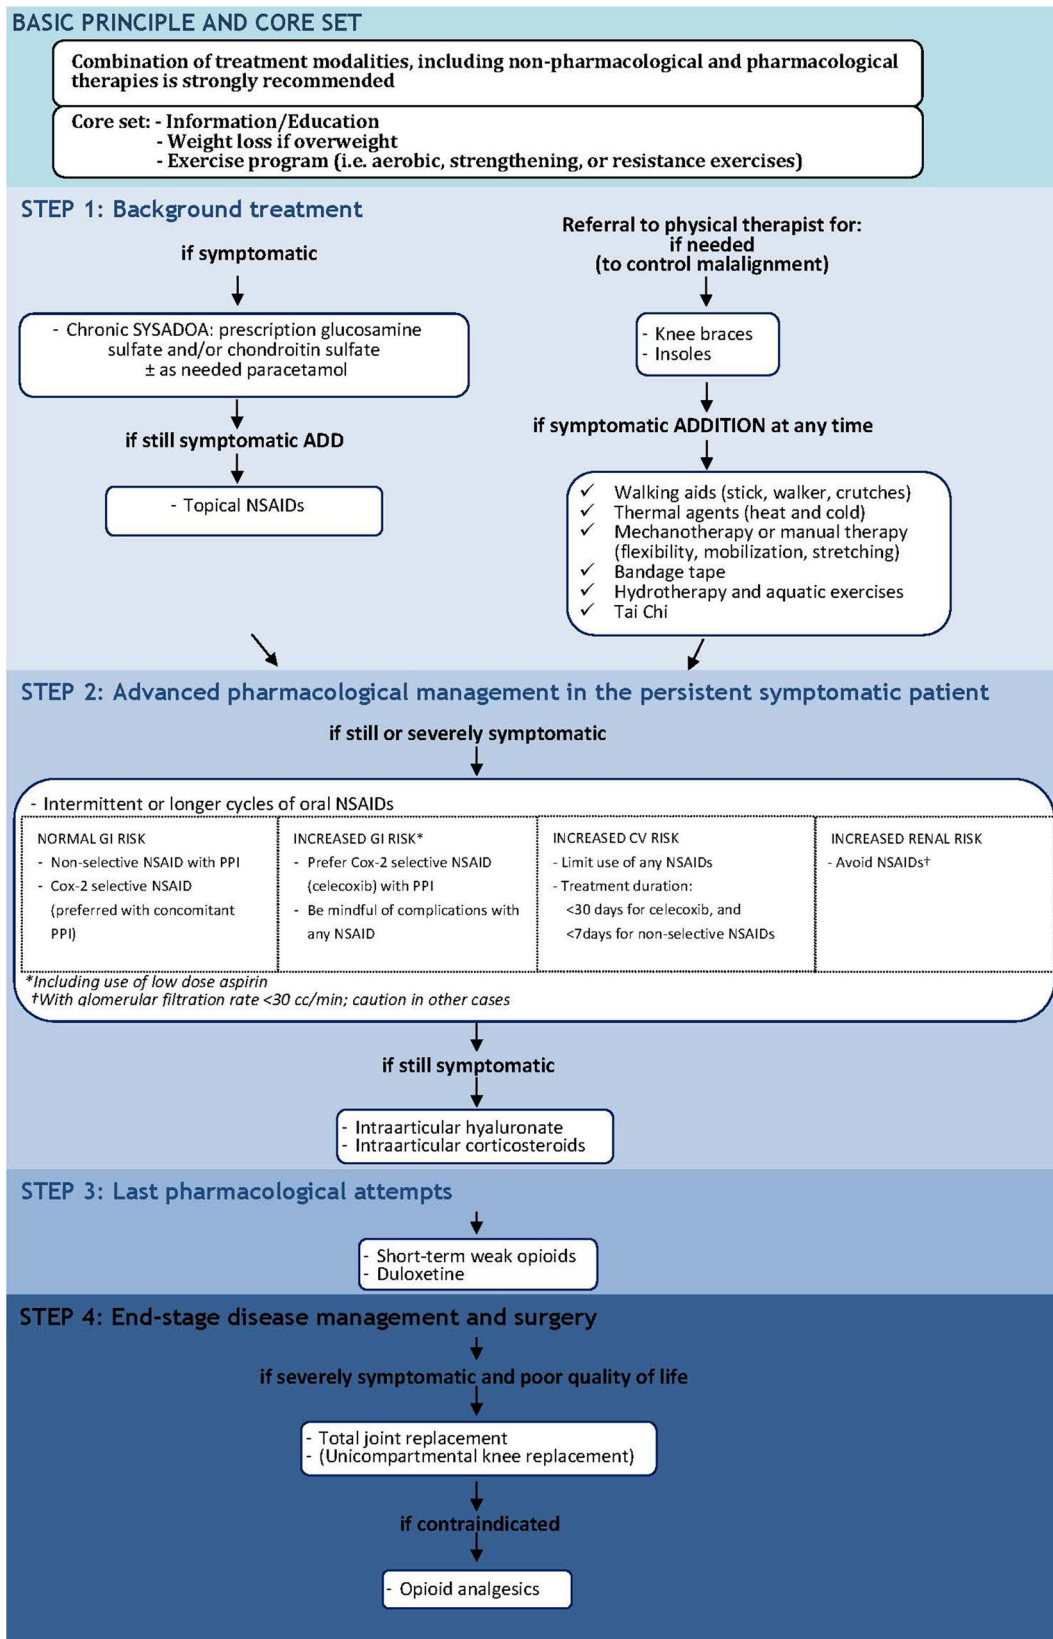 BASIC PRINCIPLE AND CORE SET
Combination of treatment modalities, including non-pharmacological and pharmacological
therapies is strongly recommended
Core set: - Information/Education
- Weight loss if overweight
- Exercise program (i.e. aerobic, strengthening, or resistance exercises)
STEP 1: Background treatment
if symptomatic
- Chronic SYSADOA: prescription glucosamine
sulfate and/or chondroitin sulfate
± as needed paracetamol
if still symptomatic ADD
- Topical NSAIDs
Referral to physical therapist for:
if needed
(to control malalignment)
- Knee braces
- Insoles
if symptomatic ADDITION at any time
✓ Walking aids (stick, walker, crutches)
✓ Thermal agents (heat and cold)
✓ Mechanotherapy or manual therapy
(flexibility, mobilization, stretching)
✓ Bandage tape
✓ Hydrotherapy and aquatic exercises
✓ Tai Chi
STEP 2: Advanced pharmacological management in the persistent symptomatic patient
if still or severely symptomatic
- Intermittent or longer cycles of oral NSAIDs
NORMAL GI RISK
- Non-selective NSAID with PPI
- Cox-2 selective NSAID
(preferred with concomitant
PPI)
INCREASED GI RISK*
- Prefer Cox-2 selective NSAID
(celecoxib) with PPI
- Be mindful of complications with
any NSAID
INCREASED CV RISK
- Limit use of any NSAIDs
- Treatment duration:
<30 days for celecoxib, and
<7days for non-selective NSAIDs
INCREASED RENAL RISK
- Avoid NSAIDs†
*Including use of low dose aspirin
†With glomerular filtration rate <30 cc/min; caution in other cases
if still symptomatic
- Intraarticular hyaluronate
- Intraarticular corticosteroids
STEP 3: Last pharmacological attempts
- Short-term weak opioids
- Duloxetine
STEP 4: End-stage disease management and surgery
if severely symptomatic and poor quality of life
- Total joint replacement
- (Unicompartmental knee replacement)
if contraindicated
- Opioid analgesics